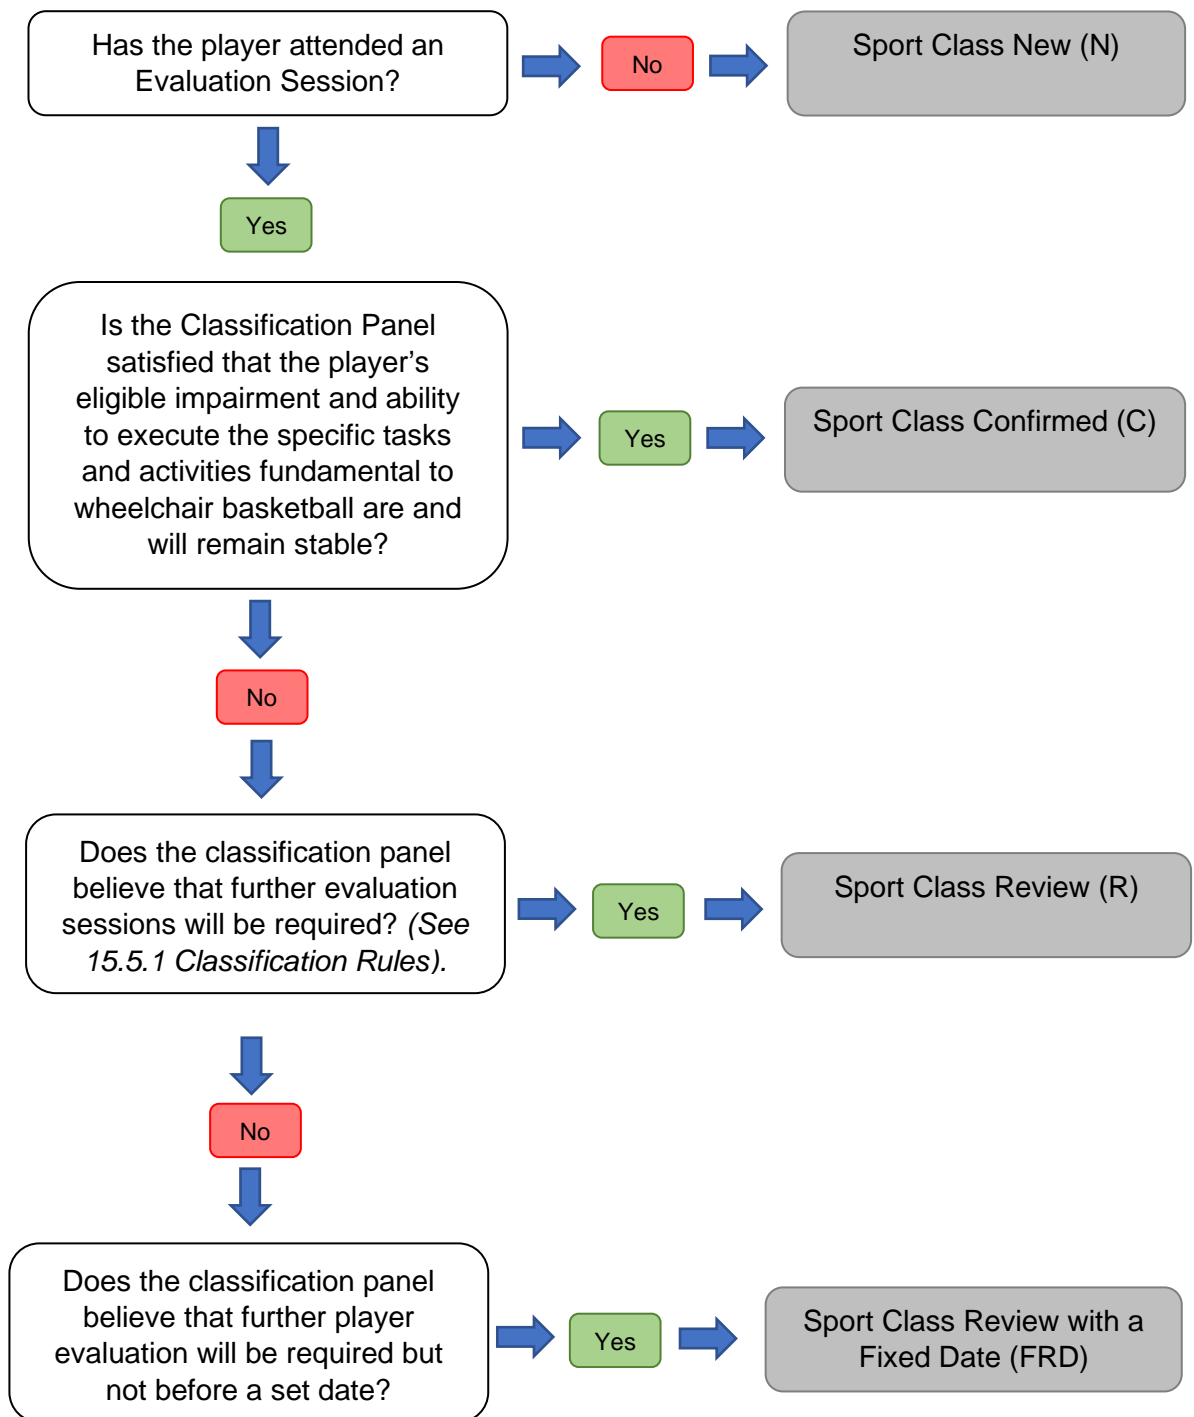 Has the player attended an
Evaluation Session?
No
Sport Class New (N)
Yes
Is the Classification Panel
satisfied that the player’s
eligible impairment and ability
to execute the specific tasks
and activities fundamental to
wheelchair basketball are and
will remain stable?
Yes
Sport Class Confirmed (C)
No
Does the classification panel
believe that further evaluation
sessions will be required? (See
15.5.1 Classification Rules).
Yes
Sport Class Review (R)
No
Does the classification panel
believe that further player
evaluation will be required but
not before a set date?
Yes
Sport Class Review with a
Fixed Date (FRD)